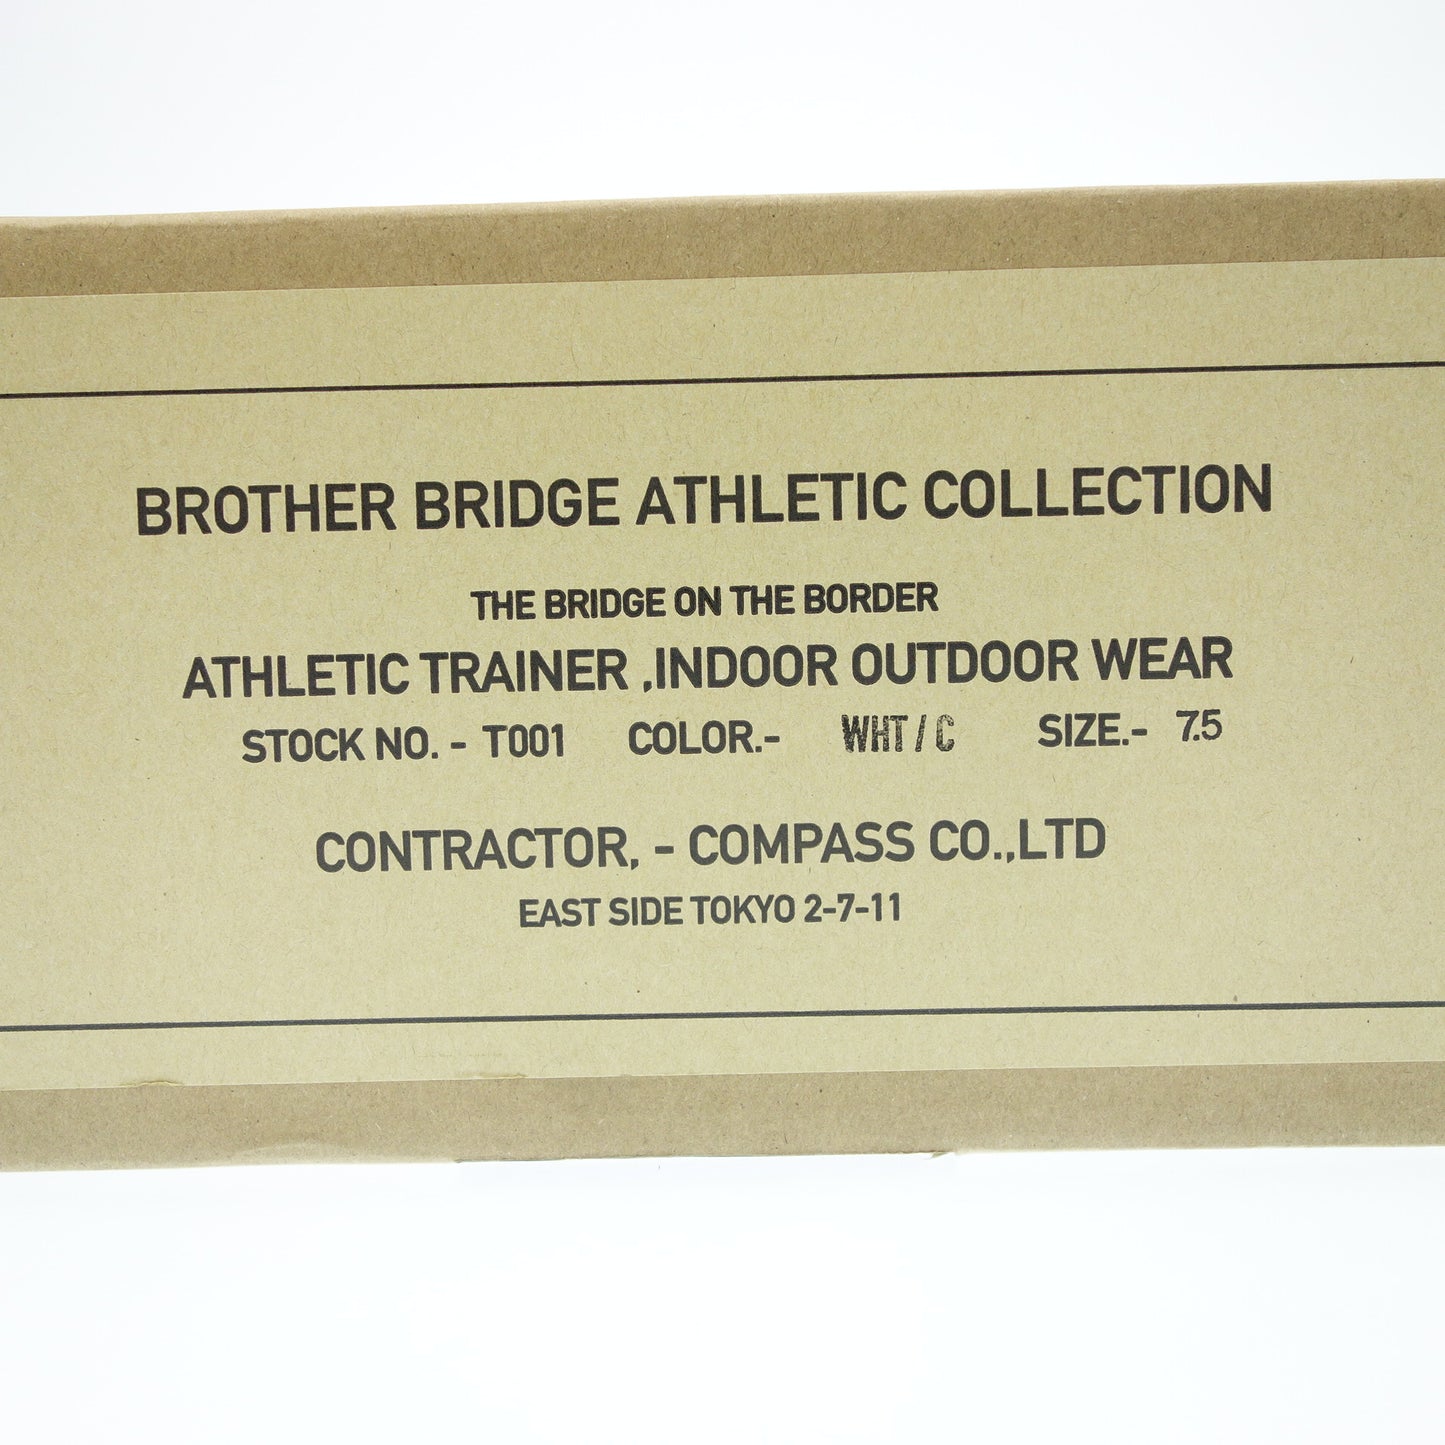 BROTHER BRIDGE ATHLETIC COLLECTION
THE BRIDGE ON THE BORDER
ATHLETIC TRAINER ,INDOOR OUTDOOR WEAR
STOCK NO. - T001 COLOR.- WHT / C SIZE.- 7.5
CONTRACTOR, - COMPASS CO.,LTD
EAST SIDE TOKYO 2-7-11